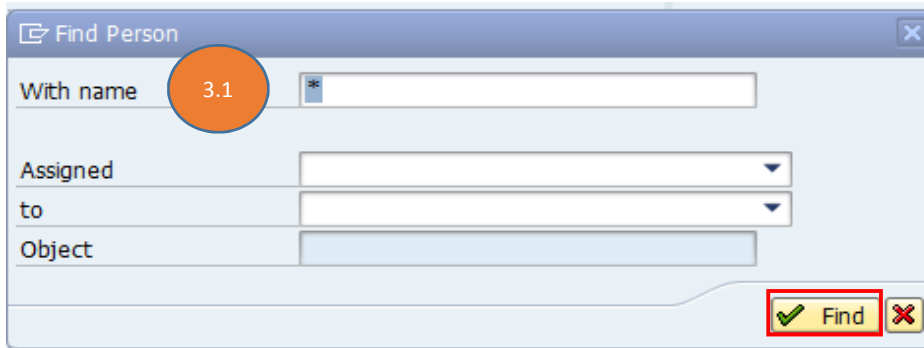 Find Person
With name 3.1 *
Assigned
to
Object
Find